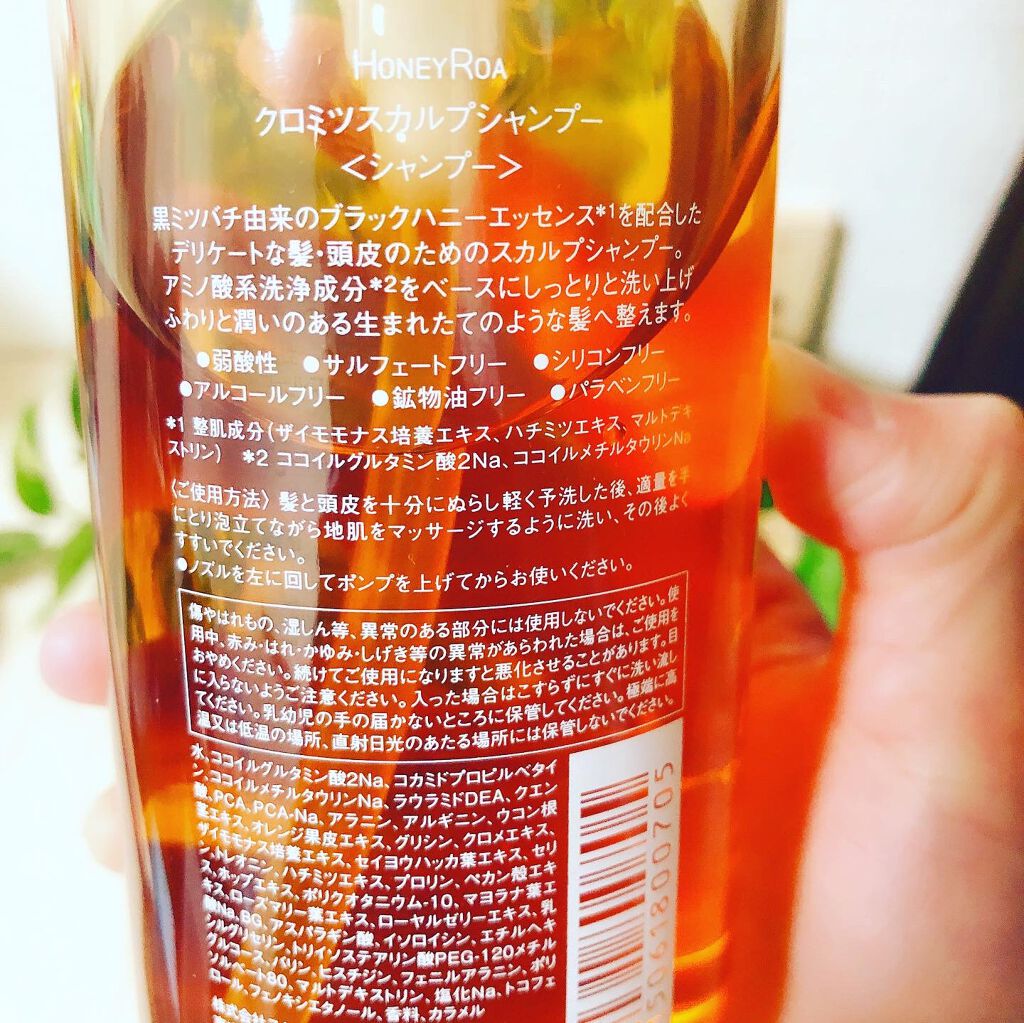 HONEYROA
クロミツスカルプシャンプー
<シャンプー>
黒ミツバチ由来のブラックハニーエッセンス*1を配合した
デリケートな髪・頭皮のためのスカルプシャンプー。
アミノ酸系洗浄成分*2をベースにしっとりと洗い上げ
ふわりと潤いのある生まれたてのような髪へ整えます。
●弱酸性 ●サルフェートフリー ●シリコンフリー
●アルコールフリー ●鉱物油フリー ●パラベンフリー
*1 整肌成分(ザイモモナス培養エキス、ハチミツエキス、マルトデキ
ストリン) *2 ココイルグルタミン酸2Na、ココイルメチルタウリンNa
〈ご使用方法〉髪と頭皮を十分にぬらし軽く予洗した後、適量を手
にとり泡立てながら地肌をマッサージするように洗い、その後よく
すすいでください。
●ノズルを左に回してポンプを上げてからお使いください。
傷やはれもの、湿しん等、異常のある部分には使用しないでください。使
用中、赤み・はれ・かゆみ・しげき等の異常があらわれた場合は、ご使用を
おやめください。続けてご使用になりますと悪化させることがあります。目
に入らないようご注意ください。入った場合はこすらずにすぐに洗い流し
てください。乳幼児の手の届かないところに保管してください。極端に高
温又は低温の場所、直射日光のあたる場所には保管しないでください。
水、ココイルグルタミン酸2Na、コカミドプロピルベタイ
ン、ココイルメチルタウリンNa、ラウラミドDEA、クエン
酸、PCA、PCA-Na、アラニン、アルギニン、ウコン根
茎エキス、オレンジ果皮エキス、グリシン、クロメエキス、
ザイモモナス培養エキス、セイヨウハッカ葉エキス、セリ
ン、トレオニン、ハチミツエキス、プロリン、ペカン殻エキ
ス、ホップエキス、ポリクオタニウム-10、マヨラナ葉エ
キス、ローズマリー葉エキス、ローヤルゼリーエキス、乳
酸Na、BG、アスパラギン酸、イソロイシン、エチルヘキ
シルグリセリン、トリイソステアリン酸PEG-120メチル
グルコース、バリン、ヒスチジン、フェニルアラニン、ポリ
ソルベート80、マルトデキストリン、塩化Na、トコフェ
ロール、フェノキシエタノール、香料、カラメル
株式会社
5061800705